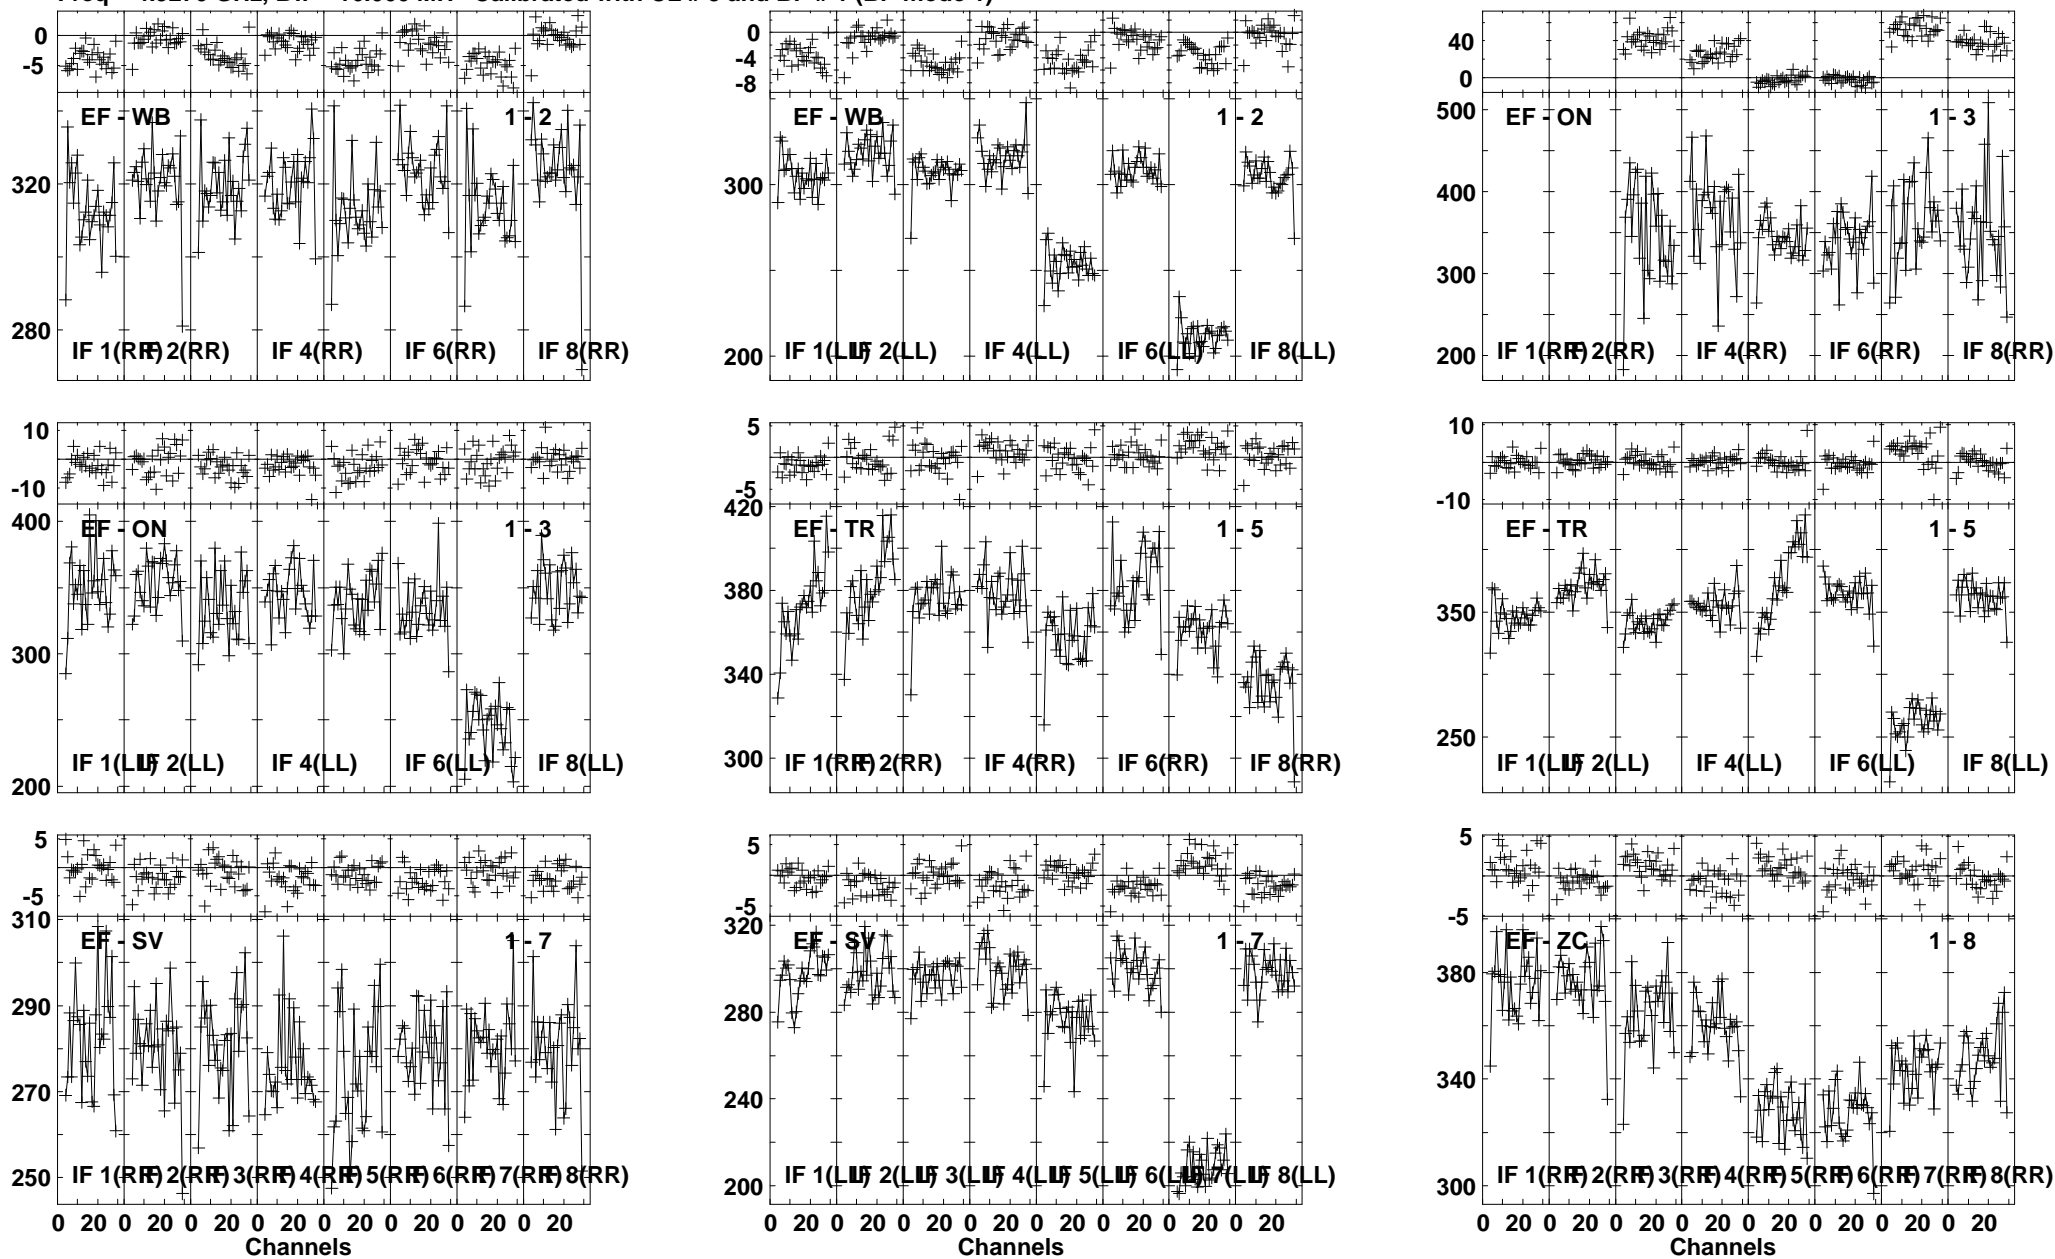 0 -5 EF - WB 1 - 2 320 280 IF 1(RR) IF 2(RR) IF 4(RR) IF 6(RR) IF 8(RR)
0 -4 -8 EF - WB 1 - 2 300 200 IF 1(LL) IF 2(LL) IF 4(LL) IF 6(LL) IF 8(LL)
40 0 500 EF - ON 1 - 3 400 300 200 IF 1(RR) IF 2(RR) IF 4(RR) IF 6(RR) IF 8(RR)
10 -10 400 EF - ON 1 - 3 300 200 IF 1(LL) IF 2(LL) IF 4(LL) IF 6(LL) IF 8(LL)
5 -5 420 EF - TR 1 - 5 380 340 300 IF 1(RR) IF 2(RR) IF 4(RR) IF 6(RR) IF 8(RR)
10 -10 EF - TR 1 - 5 350 250 IF 1(LL) IF 2(LL) IF 4(LL) IF 6(LL) IF 8(LL)
5 -5 310 EF - SV 1 - 7 290 270 250 IF 1(RR) IF 2(RR) IF 3(RR) IF 4(RR) IF 5(RR) IF 6(RR) IF 7(RR) IF 8(RR)
0 20 0 20 0 20 0 20 0 20 0 20 0 20 0 20
Channels
5 -5 320 EF - SV 1 - 7 280 240 200 IF 1(LL) IF 2(LL) IF 3(LL) IF 4(LL) IF 5(LL) IF 6(LL) IF 7(LL) IF 8(LL)
0 20 0 20 0 20 0 20 0 20 0 20 0 20 0 20
Channels
5 -5 EF - ZC 1 - 8 380 340 300 IF 1(RR) IF 2(RR) IF 3(RR) IF 4(RR) IF 5(RR) IF 6(RR) IF 7(RR) IF 8(RR)
0 20 0 20 0 20 0 20 0 20 0 20 0 20 0 20
Channels